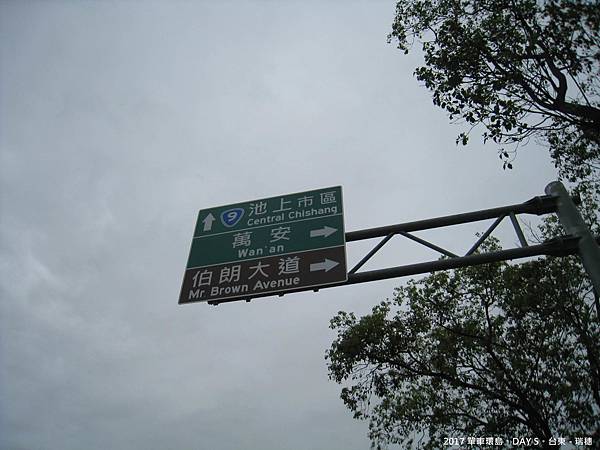 9 池上市區
Central Chishang
萬安
Wan'an
伯朗大道
Mr. Brown Avenue
2017 單車環島・DAY 5・台東-瑞穗